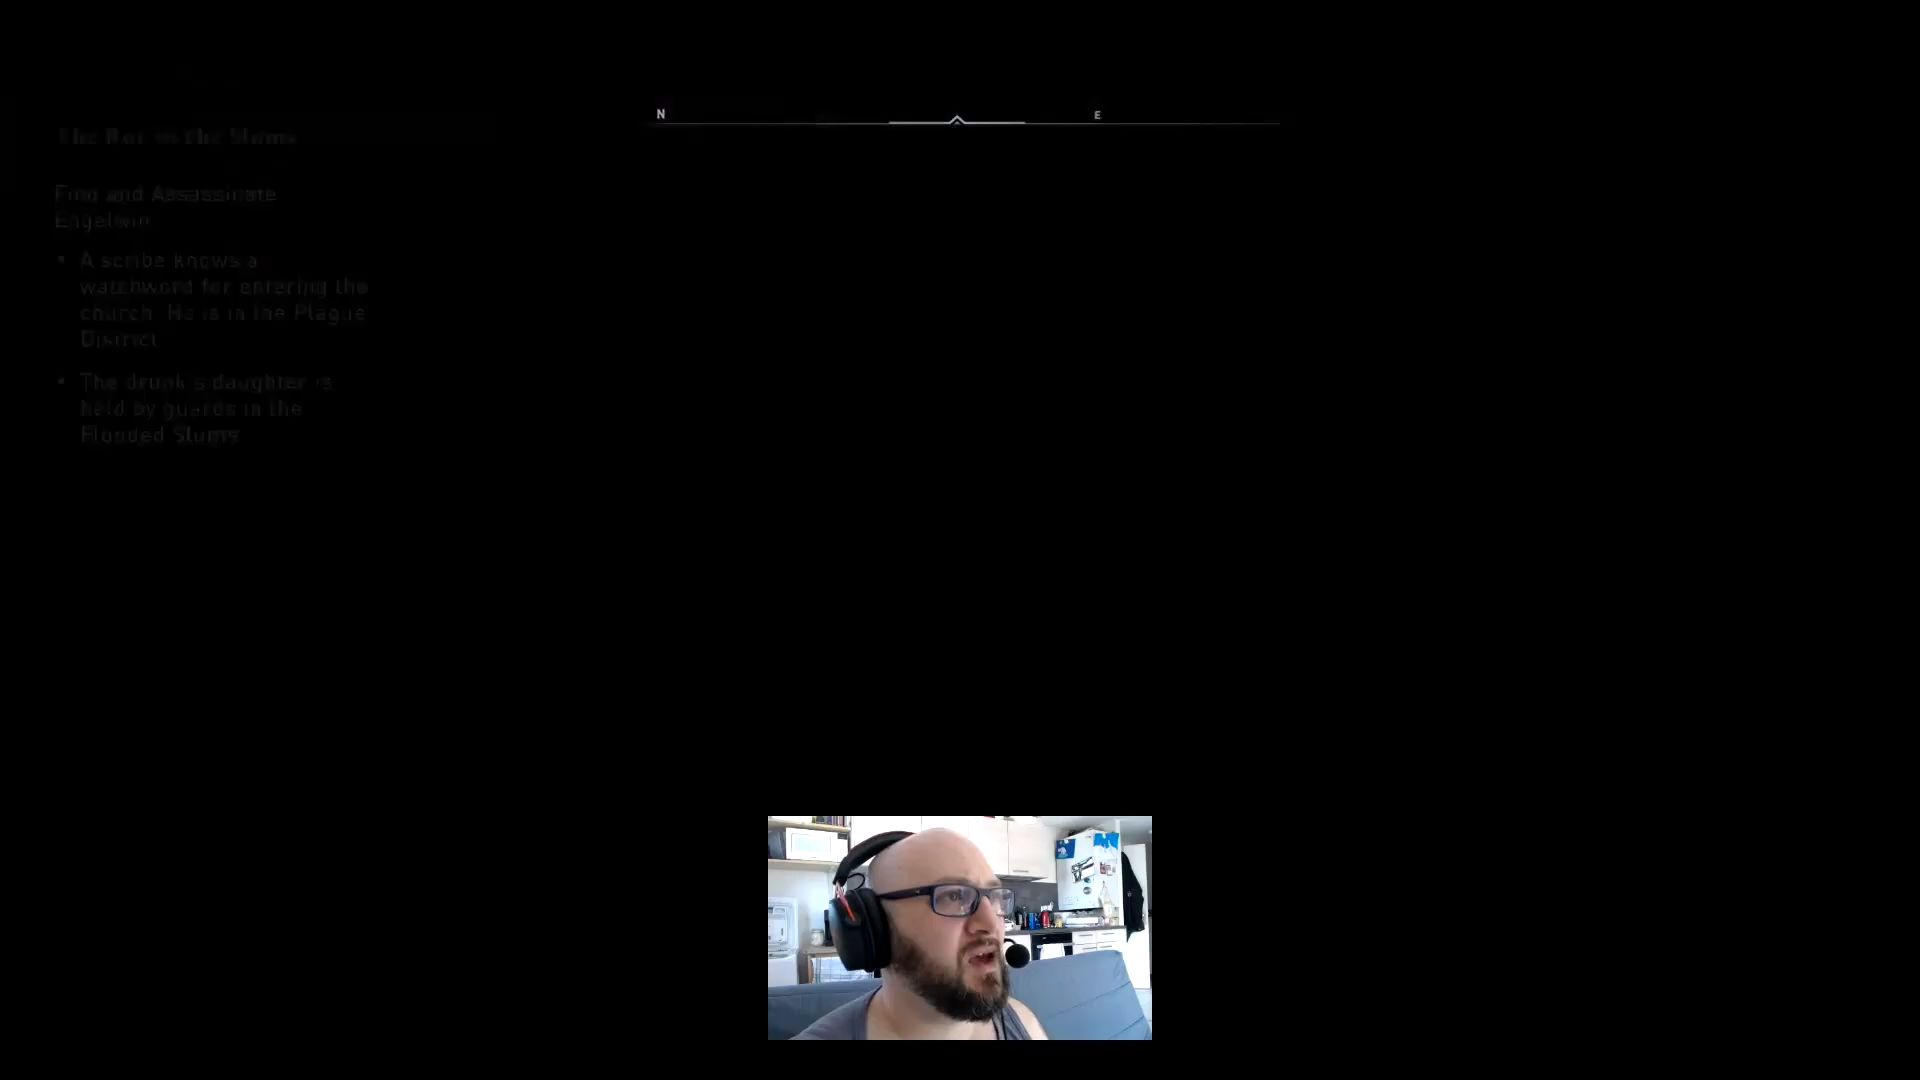 N
E
The Rot in the Slums
Find and Assassinate
Engelwin
• A scribe knows a
watchword for entering the
church. He is in the Plague
District
• The drunk's daughter is
held by guards in the
Flooded Slums